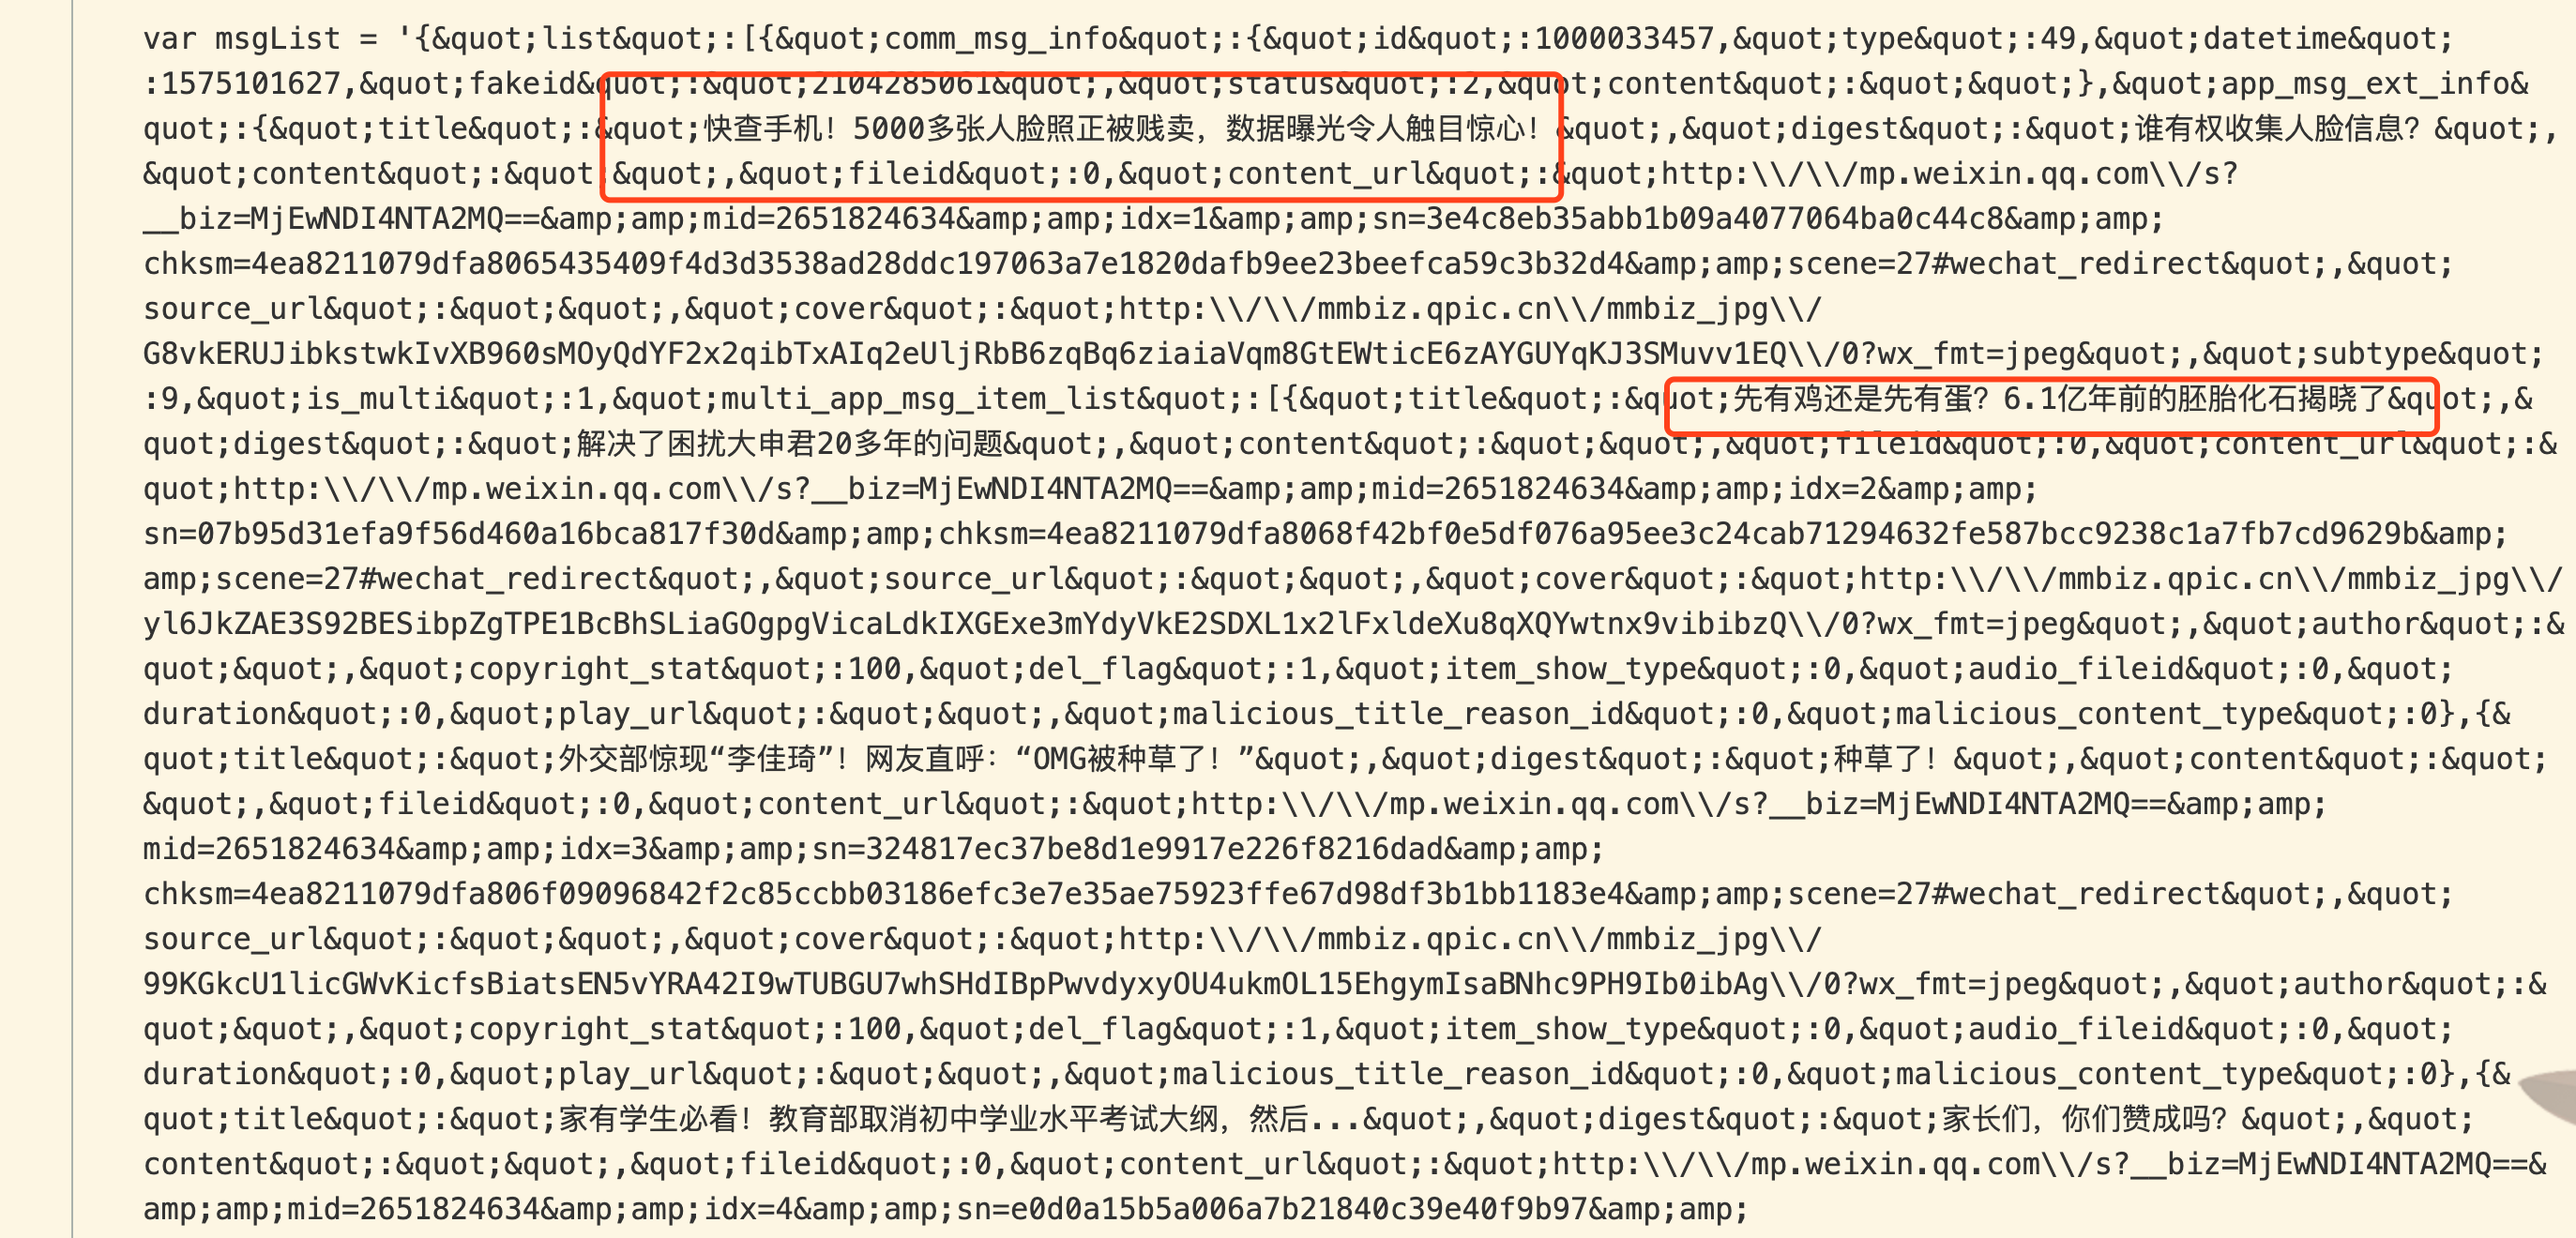 var msgList = '{&quot;list&quot;:[{&quot;comm_msg_info&quot;:{&quot;id&quot;:1000033457,&quot;type&quot;:49,&quot;datetime&quot;
:1575101627,&quot;fakeid&quot;:&quot;2104285061&quot;,&quot;status&quot;:2,&quot;content&quot;:&quot;&quot;},&quot;app_msg_ext_info&
quot;:{&quot;title&quot;:&quot;快查手机！5000多张人脸照正被贱卖，数据曝光令人触目惊心！&quot;,&quot;digest&quot;:&quot;谁有权收集人脸信息？&quot;,
&quot;content&quot;:&quot;&quot;,&quot;fileid&quot;:0,&quot;content_url&quot;:&quot;http:\\/\\/mp.weixin.qq.com\\/s?
__biz=MjEwNDI4NTA2MQ==&amp;amp;mid=2651824634&amp;amp;idx=1&amp;amp;sn=3e4c8eb35abb1b09a4077064ba0c44c8&amp;amp;
chksm=4ea8211079dfa8065435409f4d3d3538ad28ddc197063a7e1820dafb9ee23beefca59c3b32d4&amp;amp;scene=27#wechat_redirect&quot;,&quot;
source_url&quot;:&quot;&quot;,&quot;cover&quot;:&quot;http:\\/\\/mmbiz.qpic.cn\\/mmbiz_jpg\\/
G8vkERUJibkstwkIvXB960sMOyQdYF2x2qibTxAIq2eUljRbB6zqBq6ziaiaVqm8GtEWticE6zAYGUYqKJ3SMuvv1EQ\\/0?wx_fmt=jpeg&quot;,&quot;subtype&quot;
:9,&quot;is_multi&quot;:1,&quot;multi_app_msg_item_list&quot;:[{&quot;title&quot;:&quot;先有鸡还是先有蛋？6.1亿年前的胚胎化石揭晓了&quot;,&
quot;digest&quot;:&quot;解决了困扰大申君20多年的问题&quot;,&quot;content&quot;:&quot;&quot;,&quot;fileid&quot;:0,&quot;content_url&quot;:&
quot;http:\\/\\/mp.weixin.qq.com\\/s?__biz=MjEwNDI4NTA2MQ==&amp;amp;mid=2651824634&amp;amp;idx=2&amp;amp;
sn=07b95d31efa9f56d460a16bca817f30d&amp;amp;chksm=4ea8211079dfa8068f42bf0e5df076a95ee3c24cab71294632fe587bcc9238c1a7fb7cd9629b&amp;
amp;scene=27#wechat_redirect&quot;,&quot;source_url&quot;:&quot;&quot;,&quot;cover&quot;:&quot;http:\\/\\/mmbiz.qpic.cn\\/mmbiz_jpg\\/
yl6JkZAE3S92BESibpZgTPE1BcBhSLiaGOgpgVicaLdkIXGExe3mYdyVkE2SDXL1x2lFxldeXu8qXQYwtnx9vibibzQ\\/0?wx_fmt=jpeg&quot;,&quot;author&quot;:&
quot;&quot;,&quot;copyright_stat&quot;:100,&quot;del_flag&quot;:1,&quot;item_show_type&quot;:0,&quot;audio_fileid&quot;:0,&quot;
duration&quot;:0,&quot;play_url&quot;:&quot;&quot;,&quot;malicious_title_reason_id&quot;:0,&quot;malicious_content_type&quot;:0},{&
quot;title&quot;:&quot;外交部惊现“李佳琦”！网友直呼：“OMG被种草了！”&quot;,&quot;digest&quot;:&quot;种草了！&quot;,&quot;content&quot;:&quot;
&quot;,&quot;fileid&quot;:0,&quot;content_url&quot;:&quot;http:\\/\\/mp.weixin.qq.com\\/s?__biz=MjEwNDI4NTA2MQ==&amp;amp;
mid=2651824634&amp;amp;idx=3&amp;amp;sn=324817ec37be8d1e9917e226f8216dad&amp;amp;
chksm=4ea8211079dfa806f09096842f2c85ccbb03186efc3e7e35ae75923ffe67d98df3b1bb1183e4&amp;amp;scene=27#wechat_redirect&quot;,&quot;
source_url&quot;:&quot;&quot;,&quot;cover&quot;:&quot;http:\\/\\/mmbiz.qpic.cn\\/mmbiz_jpg\\/
99KGkcU1licGWvKicfsBiatsEN5vYRA42I9wTUBGU7whSHdIBpPwvdyxyOU4ukmOL15EhgymIsaBNhc9PH9Ib0ibAg\\/0?wx_fmt=jpeg&quot;,&quot;author&quot;:&
quot;&quot;,&quot;copyright_stat&quot;:100,&quot;del_flag&quot;:1,&quot;item_show_type&quot;:0,&quot;audio_fileid&quot;:0,&quot;
duration&quot;:0,&quot;play_url&quot;:&quot;&quot;,&quot;malicious_title_reason_id&quot;:0,&quot;malicious_content_type&quot;:0},{&
quot;title&quot;:&quot;家有学生必看！教育部取消初中学业水平考试大纲，然后...&quot;,&quot;digest&quot;:&quot;家长们，你们赞成吗？&quot;,&quot;
content&quot;:&quot;&quot;,&quot;fileid&quot;:0,&quot;content_url&quot;:&quot;http:\\/\\/mp.weixin.qq.com\\/s?__biz=MjEwNDI4NTA2MQ==&
amp;amp;mid=2651824634&amp;amp;idx=4&amp;amp;sn=e0d0a15b5a006a7b21840c39e40f9b97&amp;amp;